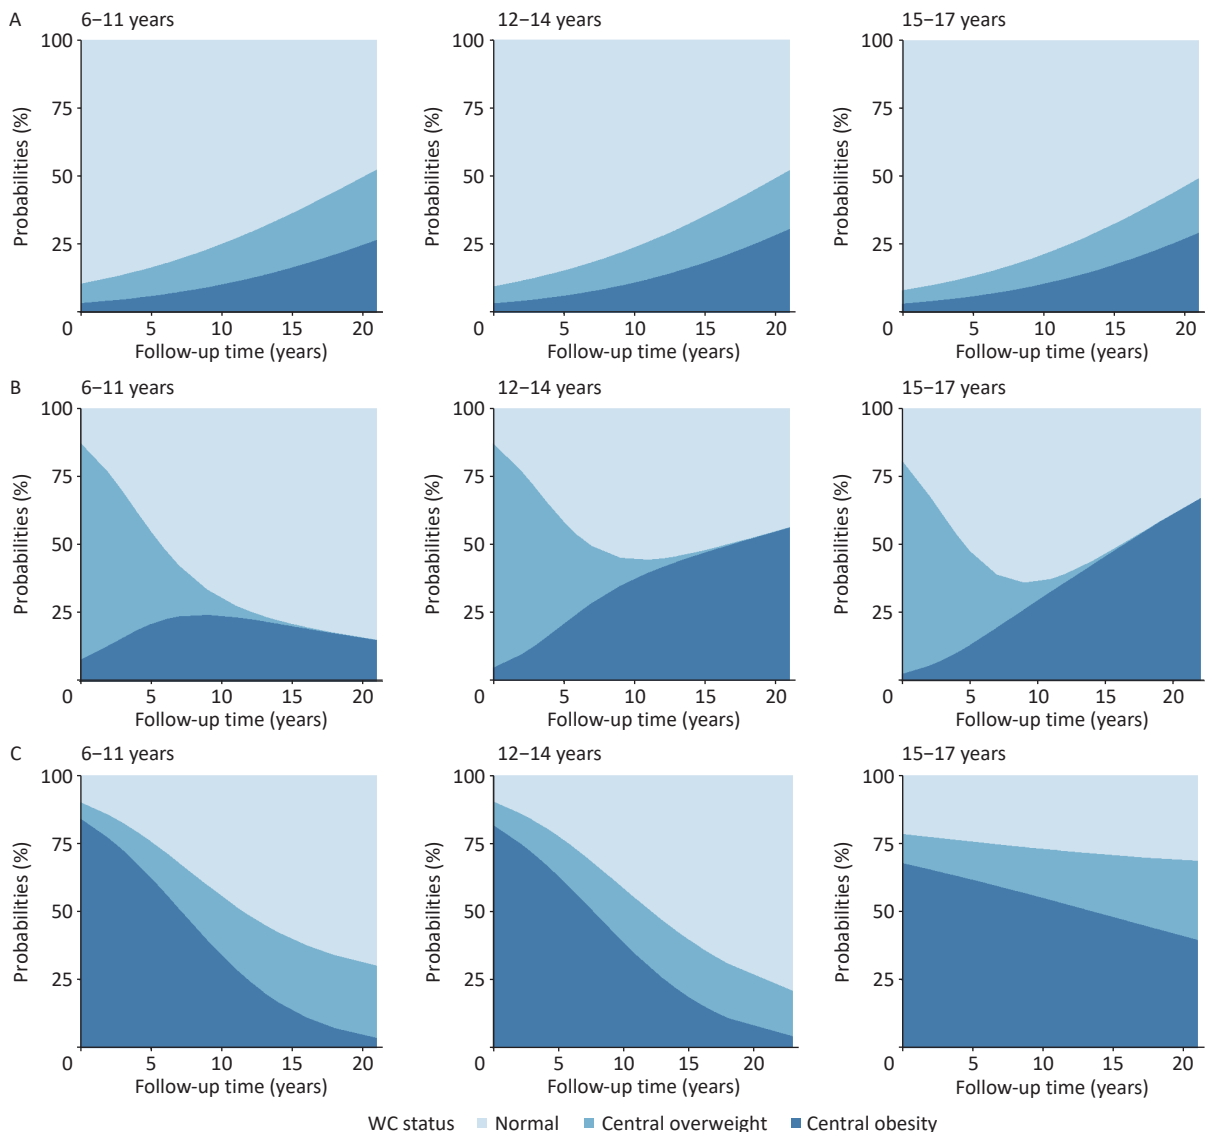 A 6–11 years 12–14 years 15–17 years
100 100 100
75 75 75
50 50 50
25 25 25
0 5 10 15 20 0 5 10 15 20 0 5 10 15 20
Probabilities (%) Probabilities (%) Probabilities (%)
Follow-up time (years) Follow-up time (years) Follow-up time (years)
B 6–11 years 12–14 years 15–17 years
100 100 100
75 75 75
50 50 50
25 25 25
0 5 10 15 20 0 5 10 15 20 0 5 10 15 20
Probabilities (%) Probabilities (%) Probabilities (%)
Follow-up time (years) Follow-up time (years) Follow-up time (years)
C 6–11 years 12–14 years 15–17 years
100 100 100
75 75 75
50 50 50
25 25 25
0 5 10 15 20 0 5 10 15 20 0 5 10 15 20
Probabilities (%) Probabilities (%) Probabilities (%)
Follow-up time (years) Follow-up time (years) Follow-up time (years)
WC status Normal Central overweight Central obesity